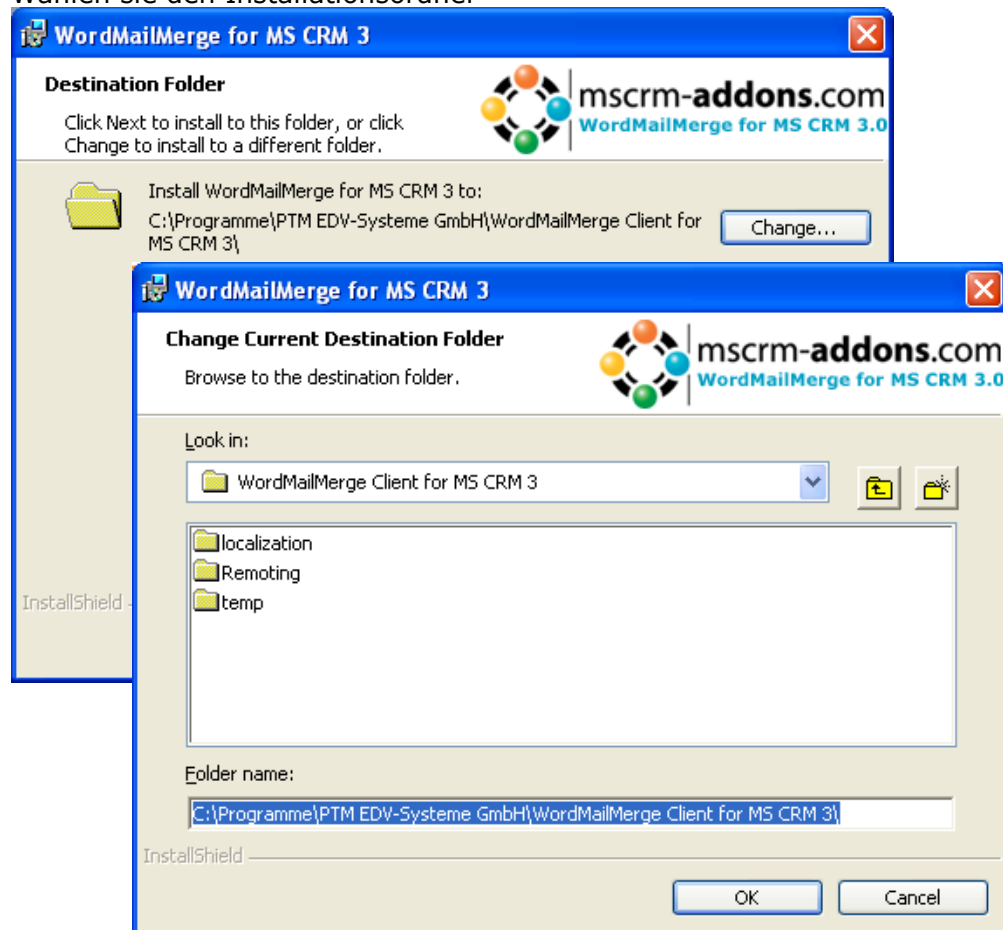 Wählen sie den Installationsordner
WordMailMerge for MS CRM 3
Destination Folder
Click Next to install to this folder, or click
Change to install to a different folder.
mscrm-addons.com
WordMailMerge for MS CRM 3.0
Install WordMailMerge for MS CRM 3 to:
C:\Programme\PTM EDV-Systeme GmbH\WordMailMerge Client for
MS CRM 3\
Change...
InstallShield
WordMailMerge for MS CRM 3
Change Current Destination Folder
Browse to the destination folder.
mscrm-addons.com
WordMailMerge for MS CRM 3.0
Look in:
WordMailMerge Client for MS CRM 3
localization
Remoting
temp
Folder name:
C:\Programme\PTM EDV-Systeme GmbH\WordMailMerge Client for MS CRM 3\
InstallShield
OK
Cancel